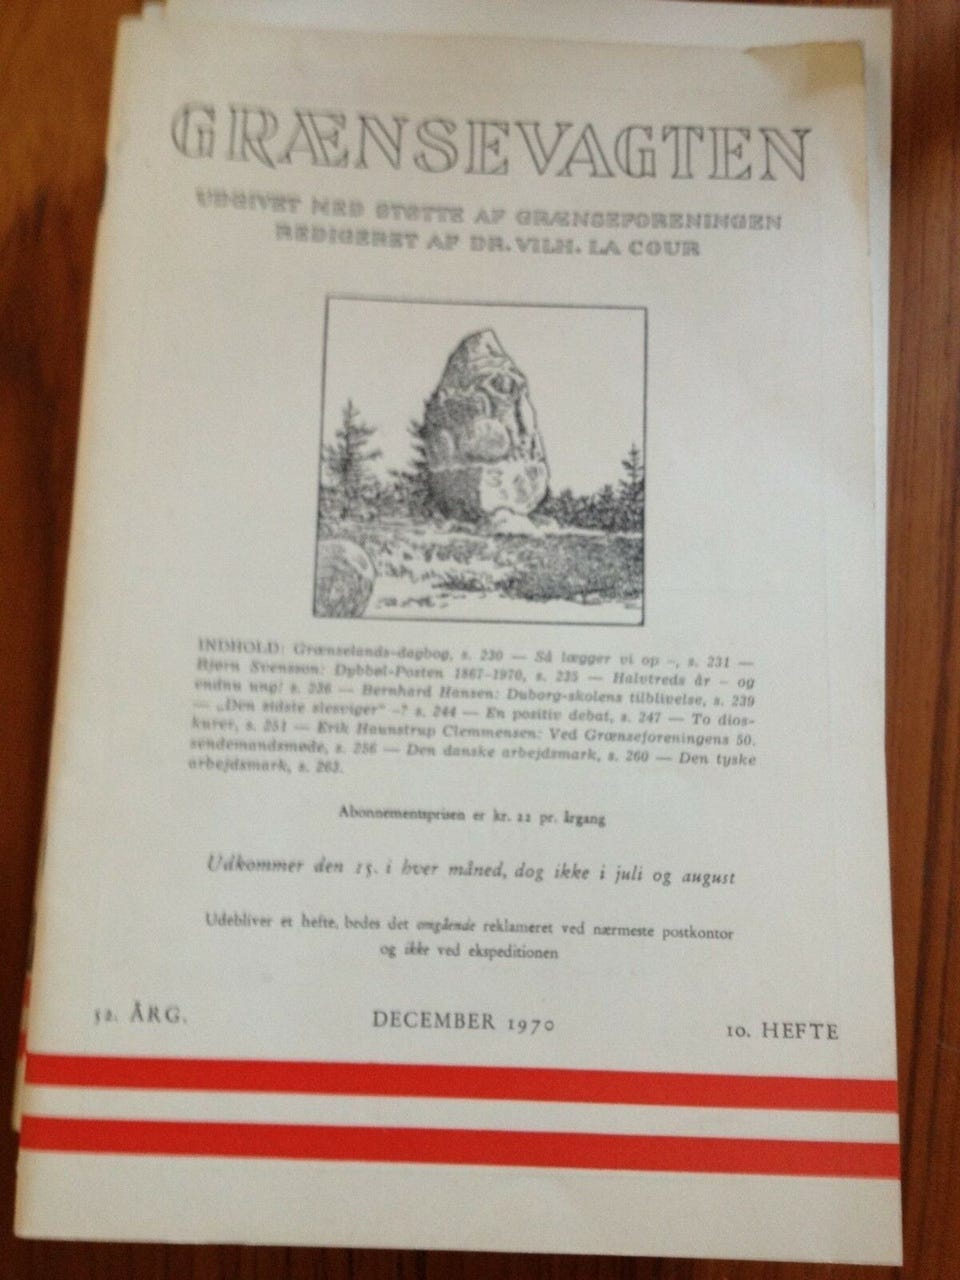 GRÆNSEVAGTEN
UDGIVET MED STØTTE AF GRÆNSEFORENINGEN
REDIGERET AF DR. VILH. LA COUR
INDHOLD: Grænselands-dagbog, s. 230 — Så lægger vi op –, s. 231 —
Bjørn Svensson: Dybbøl-Posten 1867–1970, s. 235 — Halvtreds år – og
endnu ung! s. 236 — Bernhard Hansen: Duborg-skolens tilblivelse, s. 239
— „Den sidste slesviger“ –? s. 244 — En positiv debat, s. 247 — To dios-
kurer, s. 251 — Erik Haunstrup Clemmensen: Ved Grænseforeningens 50.
sendemandsmøde, s. 256 — Den danske arbejdsmark, s. 260 — Den tyske
arbejdsmark, s. 263.
Abonnementsprisen er kr. 22 pr. årgang
Udkommer den 15. i hver måned, dog ikke i juli og august
Udebliver et hefte, bedes det omgående reklameret ved nærmeste postkontor
og ikke ved ekspeditionen
52. ÅRG.
DECEMBER 1970
10. HEFTE